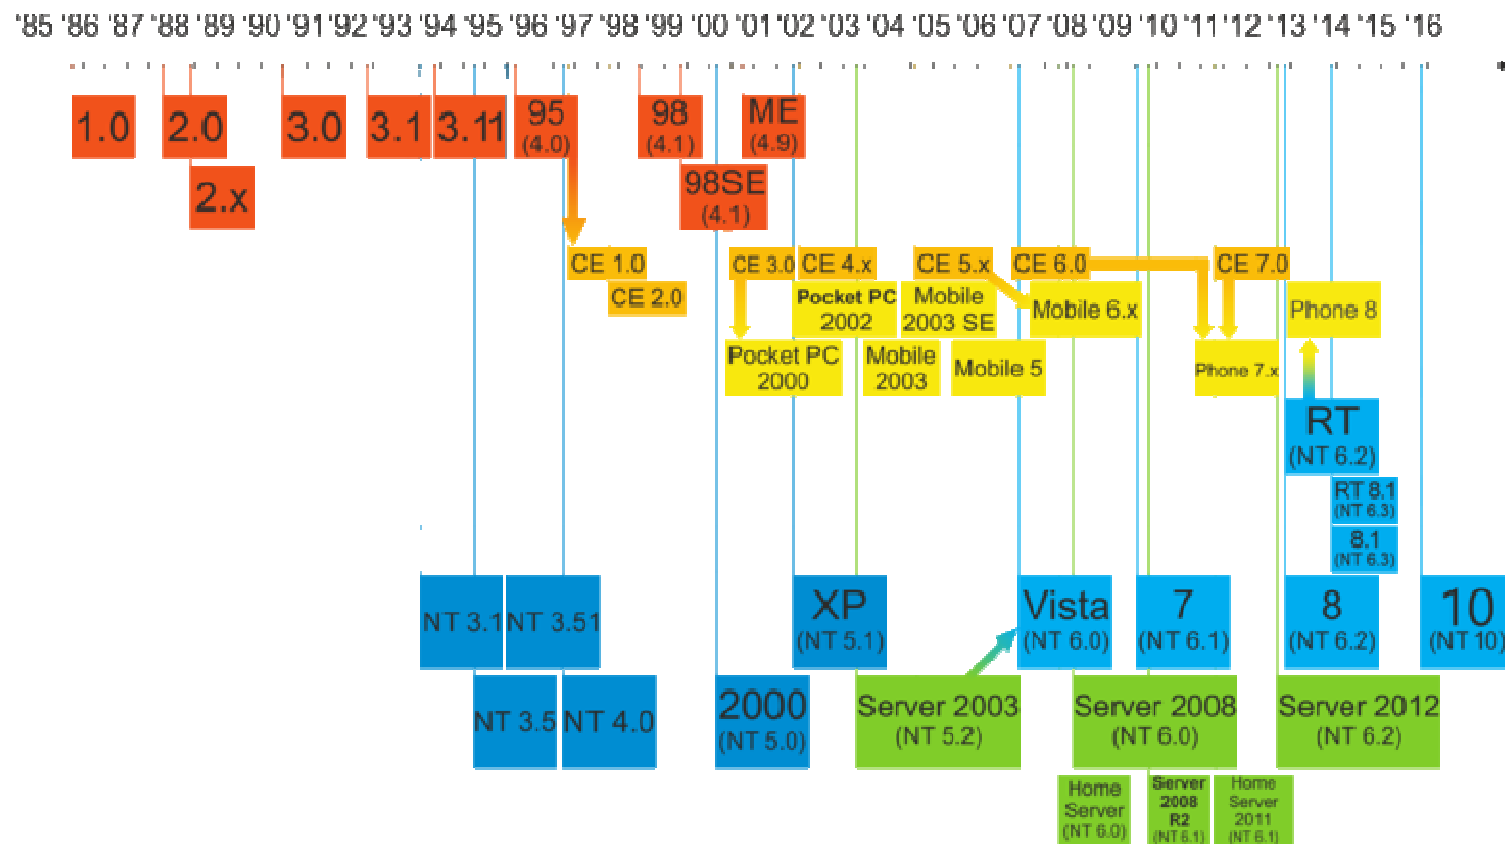 '85 '86 '87 '88 '89 '90 '91'92 '93 '94 '95 '96 '97 '98 '99 '00 '01 '02 '03 '04 '05 '06 '07 '08 '09 '10 '11 '12 '13 '14 '15 '16
1.0
2.0
3.0
3.1
3.11
95
(4.0)
98
(4.1)
ME
(4.9)
2.x
98SE
(4.1)
CE 1.0
CE 3.0
CE 4.x
CE 5.x
CE 6.0
CE 7.0
CE 2.0
Pocket PC
2002
Mobile
2003 SE
Mobile 6.x
Phone 8
Pocket PC
2000
Mobile
2003
Mobile 5
Phone 7.x
RT
(NT 6.2)
RT 8.1
(NT 6.3)
8.1
(NT 6.3)
NT 3.1
NT 3.51
XP
(NT 5.1)
Vista
(NT 6.0)
7
(NT 6.1)
8
(NT 6.2)
10
(NT 10)
NT 3.5
NT 4.0
2000
(NT 5.0)
Server 2003
(NT 5.2)
Server 2008
(NT 6.0)
Server 2012
(NT 6.2)
Home
Server
(NT 6.0)
Server
2008
R2
(NT 6.1)
Home
Server
2011
(NT 6.1)